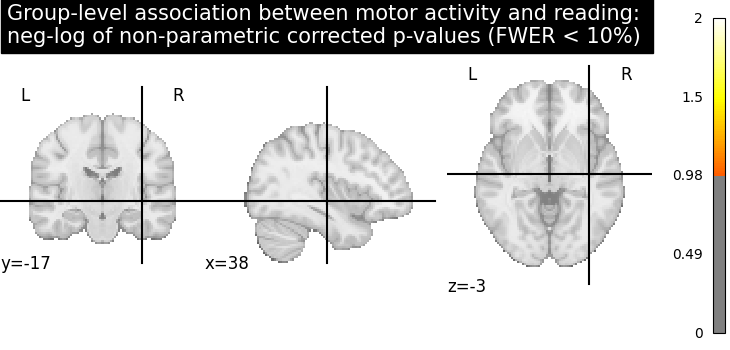 Group-level association between motor activity and reading:
neg-log of non-parametric corrected p-values (FWER < 10%)
L
R
y=-17
x=38
L
R
z=-3
2
1.5
0.98
0.49
0